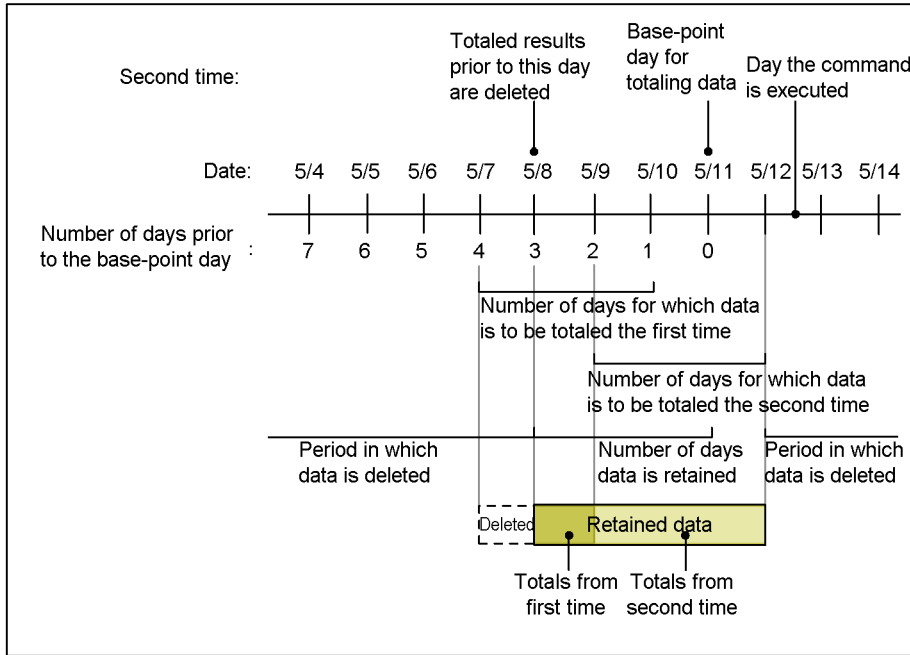 Second time:
Totaled results
prior to this day
are deleted
Base-point
day for
totaling data
Day the command
is executed
Date: 5/4 5/5 5/6 5/7 5/8 5/9 5/10 5/11 5/12 5/13 5/14
Number of days prior
to the base-point day : 7 6 5 4 3 2 1 0
Number of days for which data
is to be totaled the first time
Number of days for which data
is to be totaled the second time
Period in which
data is deleted
Number of days
data is retained
Period in which
data is deleted
Deleted
Retained data
Totals from
first time
Totals from
second time